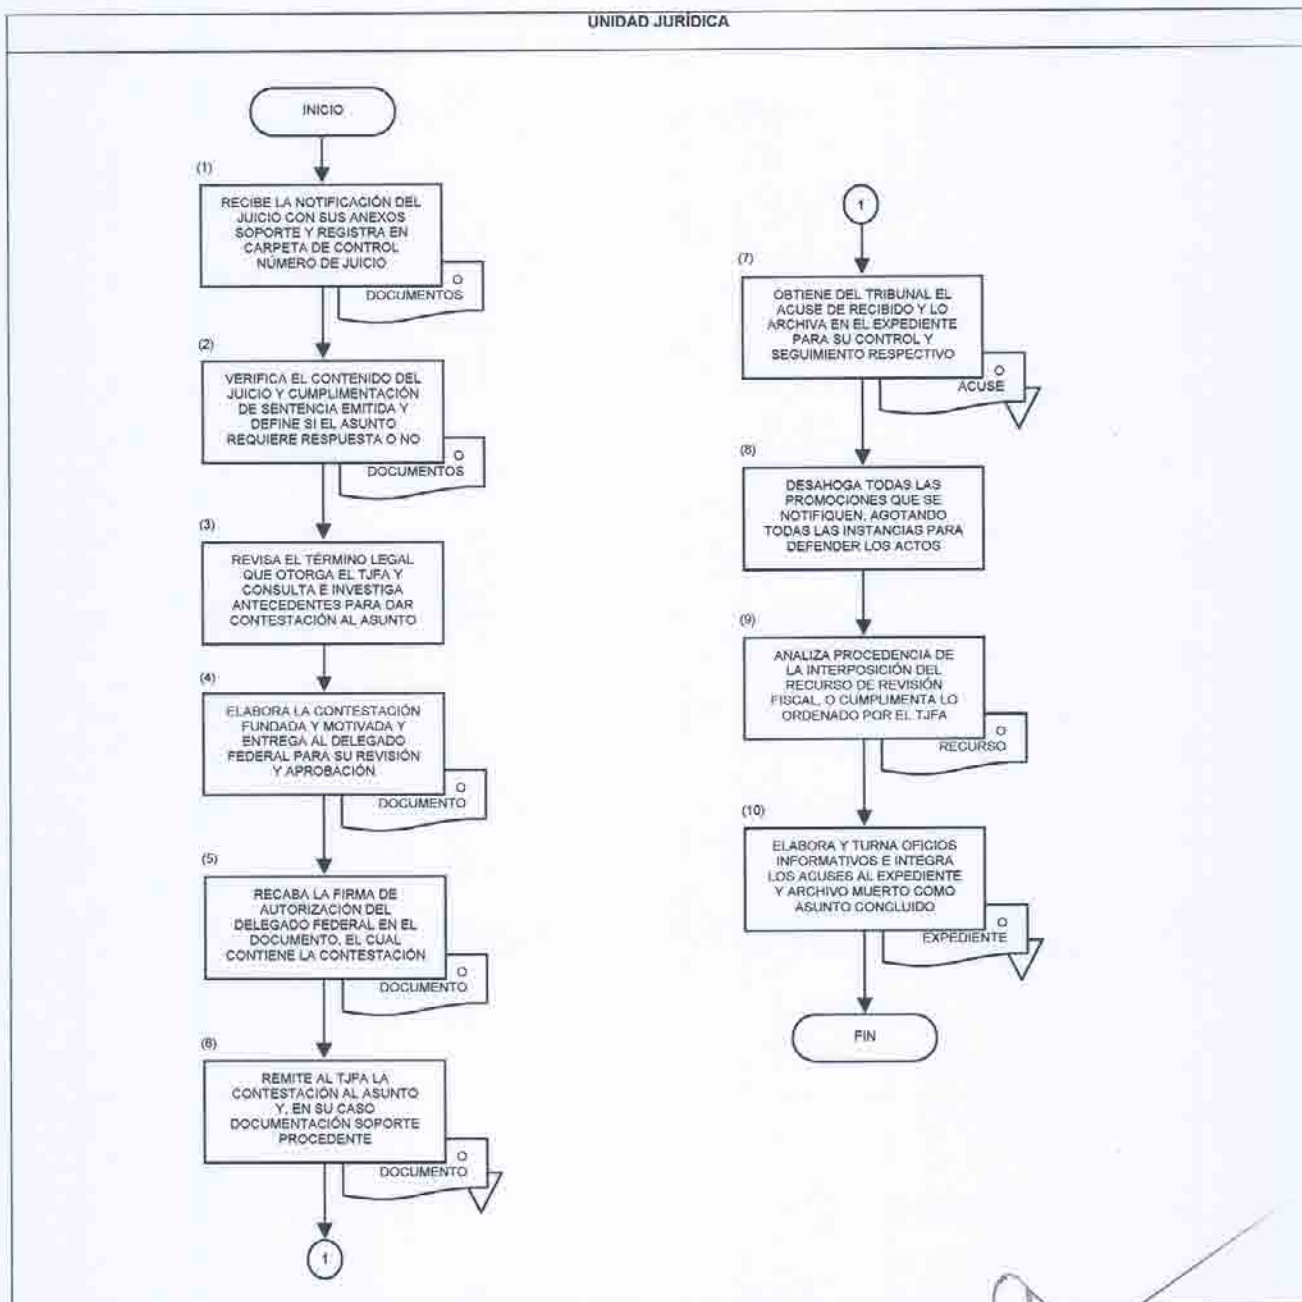 UNIDAD JURÍDICA
INICIO
(1)
RECIBE LA NOTIFICACIÓN DEL
JUICIO CON SUS ANEXOS
SOPORTE Y REGISTRA EN
CARPETA DE CONTROL
NÚMERO DE JUICIO
O
DOCUMENTOS
(2)
VERIFICA EL CONTENIDO DEL
JUICIO Y CUMPLIMENTACIÓN
DE SENTENCIA EMITIDA Y
DEFINE SI EL ASUNTO
REQUIERE RESPUESTA O NO
O
DOCUMENTOS
(3)
REVISA EL TÉRMINO LEGAL
QUE OTORGA EL TJFA Y
CONSULTA E INVESTIGA
ANTECEDENTES PARA DAR
CONTESTACIÓN AL ASUNTO
(4)
ELABORA LA CONTESTACIÓN
FUNDADA Y MOTIVADA Y
ENTREGA AL DELEGADO
FEDERAL PARA SU REVISIÓN
Y APROBACIÓN
O
DOCUMENTO
(5)
RECABA LA FIRMA DE
AUTORIZACIÓN DEL
DELEGADO FEDERAL EN EL
DOCUMENTO, EL CUAL
CONTIENE LA CONTESTACIÓN
O
DOCUMENTO
(6)
REMITE AL TJFA LA
CONTESTACIÓN AL ASUNTO
Y, EN SU CASO
DOCUMENTACIÓN SOPORTE
PROCEDENTE
O
DOCUMENTO
1
1
(7)
OBTIENE DEL TRIBUNAL EL
ACUSE DE RECIBIDO Y LO
ARCHIVA EN EL EXPEDIENTE
PARA SU CONTROL Y
SEGUIMIENTO RESPECTIVO
O
ACUSE
(8)
DESAHOGA TODAS LAS
PROMOCIONES QUE SE
NOTIFIQUEN, AGOTANDO
TODAS LAS INSTANCIAS PARA
DEFENDER LOS ACTOS
(9)
ANALIZA PROCEDENCIA DE
LA INTERPOSICIÓN DEL
RECURSO DE REVISIÓN
FISCAL, O CUMPLIMENTA LO
ORDENADO POR EL TJFA
O
RECURSO
(10)
ELABORA Y TURNA OFICIOS
INFORMATIVOS E INTEGRA
LOS ACUSES AL EXPEDIENTE
Y ARCHIVO MUERTO COMO
ASUNTO CONCLUIDO
O
EXPEDIENTE
FIN